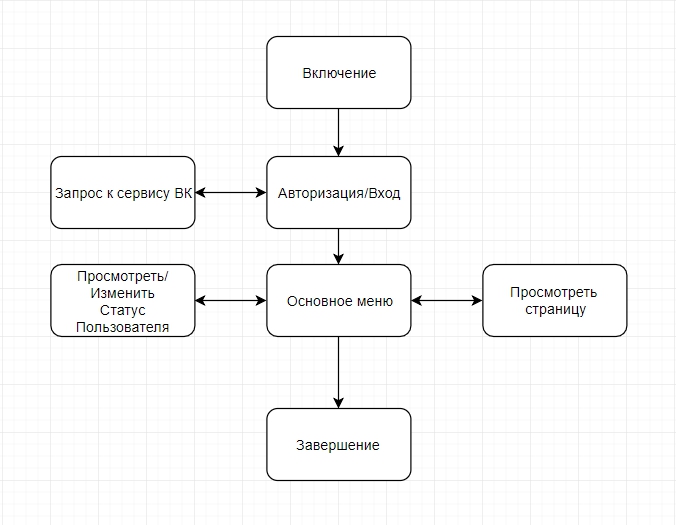 Включение
Запрос к сервису ВК
Авторизация/Вход
Просмотреть/
Изменить
Статус
Пользователя
Основное меню
Просмотреть
страницу
Завершение